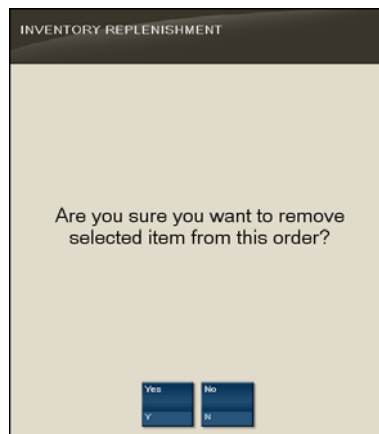 INVENTORY REPLENISHMENT
Are you sure you want to remove
selected item from this order?
Yes No
Y N